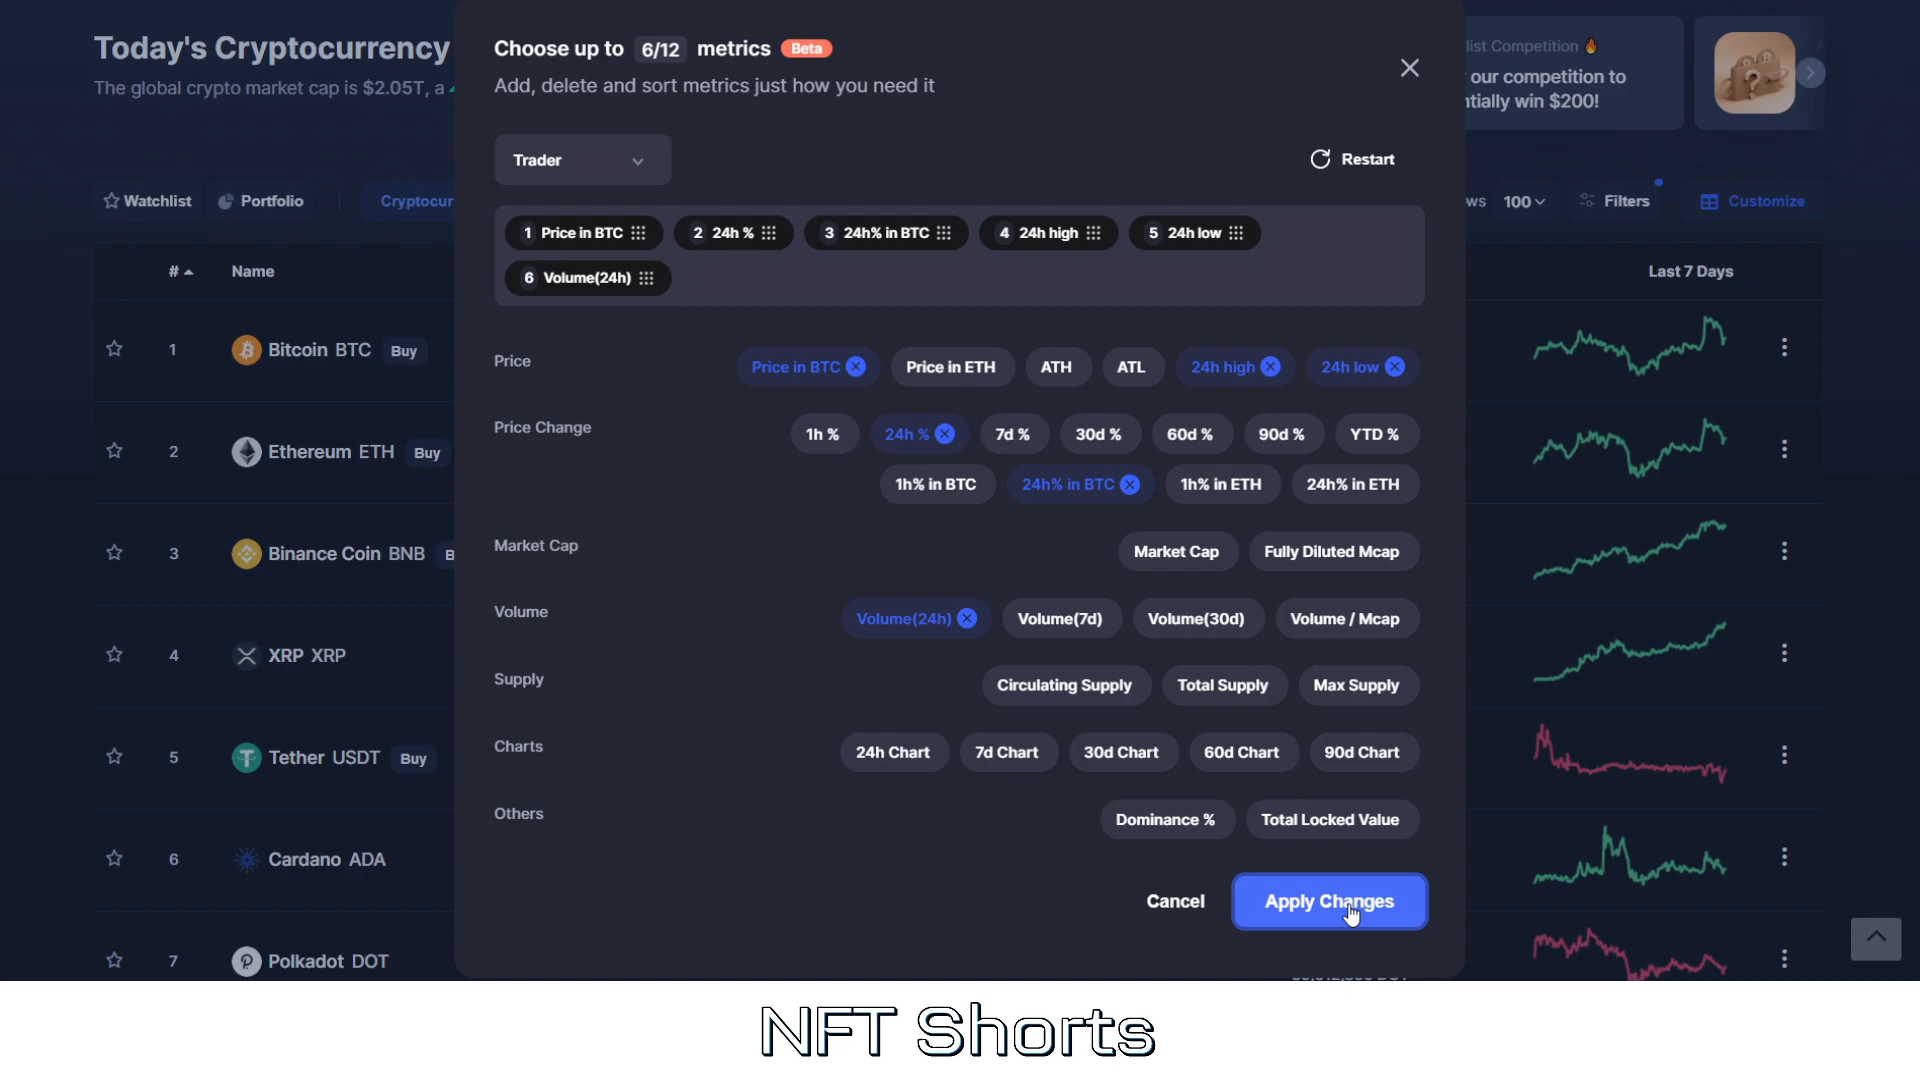 Today's Cryptocurrency
The global crypto market cap is $2.05T, a
Watchlist Portfolio Cryptocur
# Name
1 Bitcoin BTC Buy
2 Ethereum ETH Buy
3 Binance Coin BNB B
4 XRP XRP
5 Tether USDT Buy
6 Cardano ADA
7 Polkadot DOT
Choose up to 6/12 metrics Beta
Add, delete and sort metrics just how you need it
Trader
Restart
1 Price in BTC 2 24h % 3 24h% in BTC 4 24h high 5 24h low
6 Volume(24h)
Price Price in BTC Price in ETH ATH ATL 24h high 24h low
Price Change 1h % 24h % 7d % 30d % 60d % 90d % YTD %
1h% in BTC 24h% in BTC 1h% in ETH 24h% in ETH
Market Cap Market Cap Fully Diluted Mcap
Volume Volume(24h) Volume(7d) Volume(30d) Volume / Mcap
Supply Circulating Supply Total Supply Max Supply
Charts 24h Chart 7d Chart 30d Chart 60d Chart 90d Chart
Others Dominance % Total Locked Value
Cancel Apply Changes
list Competition
our competition to
ntially win $200!
ws 100 Filters Customize
Last 7 Days
NFT Shorts